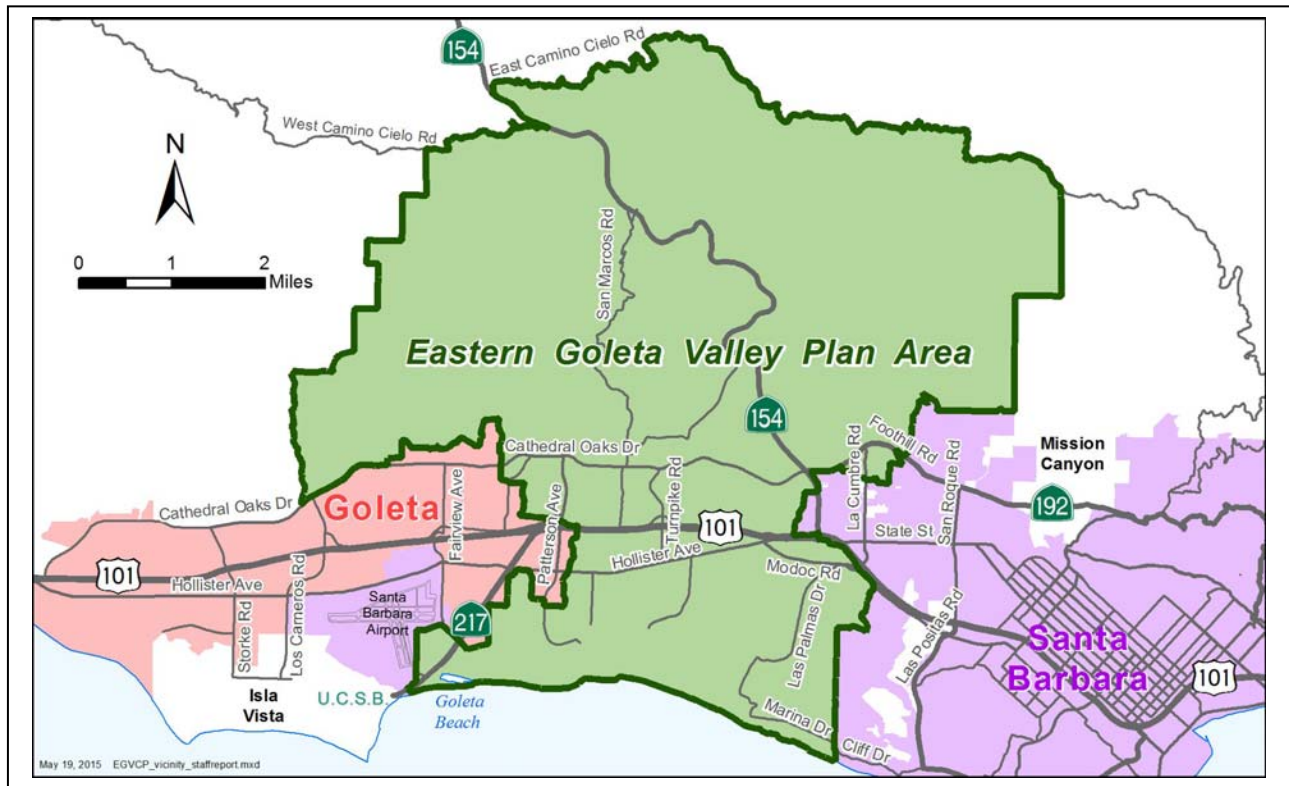 154
East Camino Cielo Rd
West Camino Cielo Rd
N
0 1 2
Miles
San Marcos Rd
Eastern Goleta Valley Plan Area
154
Foothill Rd
La Cumbre Rd
San Roque Rd
Mission
Canyon
192
Cathedral Oaks Dr
Turnpike Rd
Goleta
Fairview Ave
Cathedral Oaks Dr
Patterson Ave
101
State St
101
Hollister Ave
Hollister Ave
Modoc Rd
Las Palmas Dr
Las Positas Rd
Santa
Barbara
Airport
Storke Rd
Los Carneros Rd
217
Santa
Barbara
101
U.C.S.B.
Isla
Vista
Goleta
Beach
Marina Dr
Cliff Dr
May 19, 2015 EGVCP_vicinity_staffreport.mxd